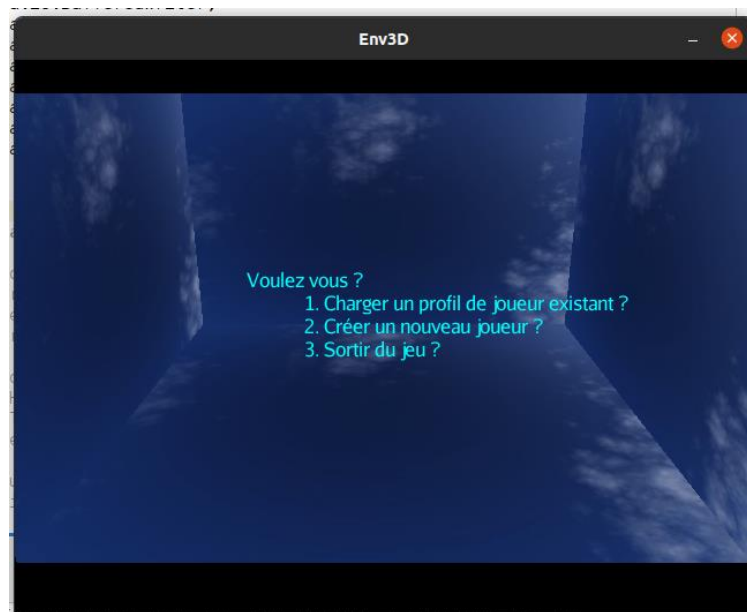 Env3D
Voulez vous ?
1. Charger un profil de joueur existant ?
2. Créer un nouveau joueur ?
3. Sortir du jeu ?